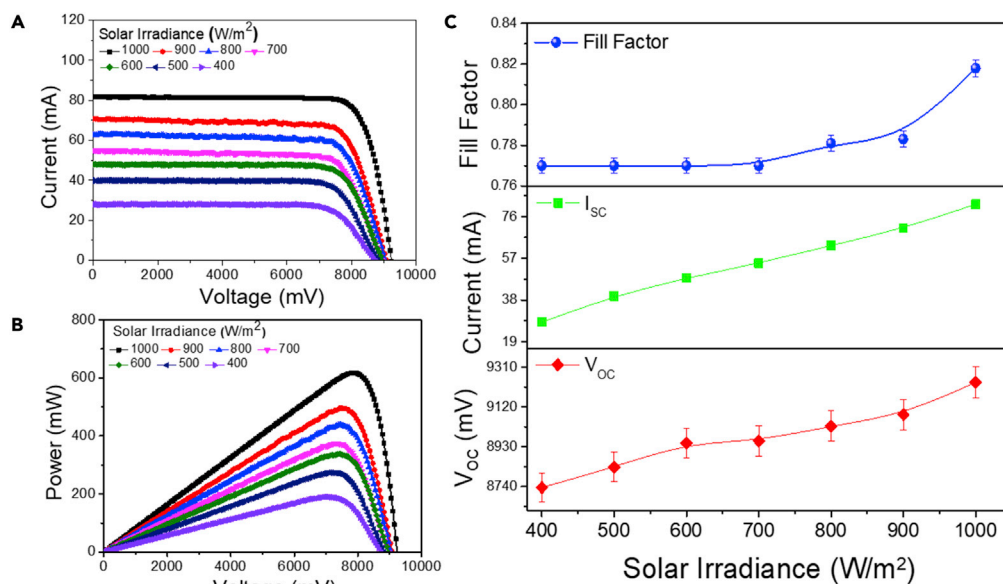 A
Solar Irradiance (W/m²)
1000 900 800 700
600 500 400
120
100
80
60
40
20
0
Current (mA)
0 2000 4000 6000 8000 10000
Voltage (mV)
B
Solar Irradiance (W/m²)
1000 900 800 700
600 500 400
800
600
400
200
0
Power (mW)
0 2000 4000 6000 8000 10000
Voltage (mV)
C
Fill Factor
0.84
0.82
0.80
0.78
0.76
Fill Factor
I_SC
76
57
38
19
Current (mA)
V_OC
9310
9120
8930
8740
V_OC (mV)
400 500 600 700 800 900 1000
Solar Irradiance (W/m²)